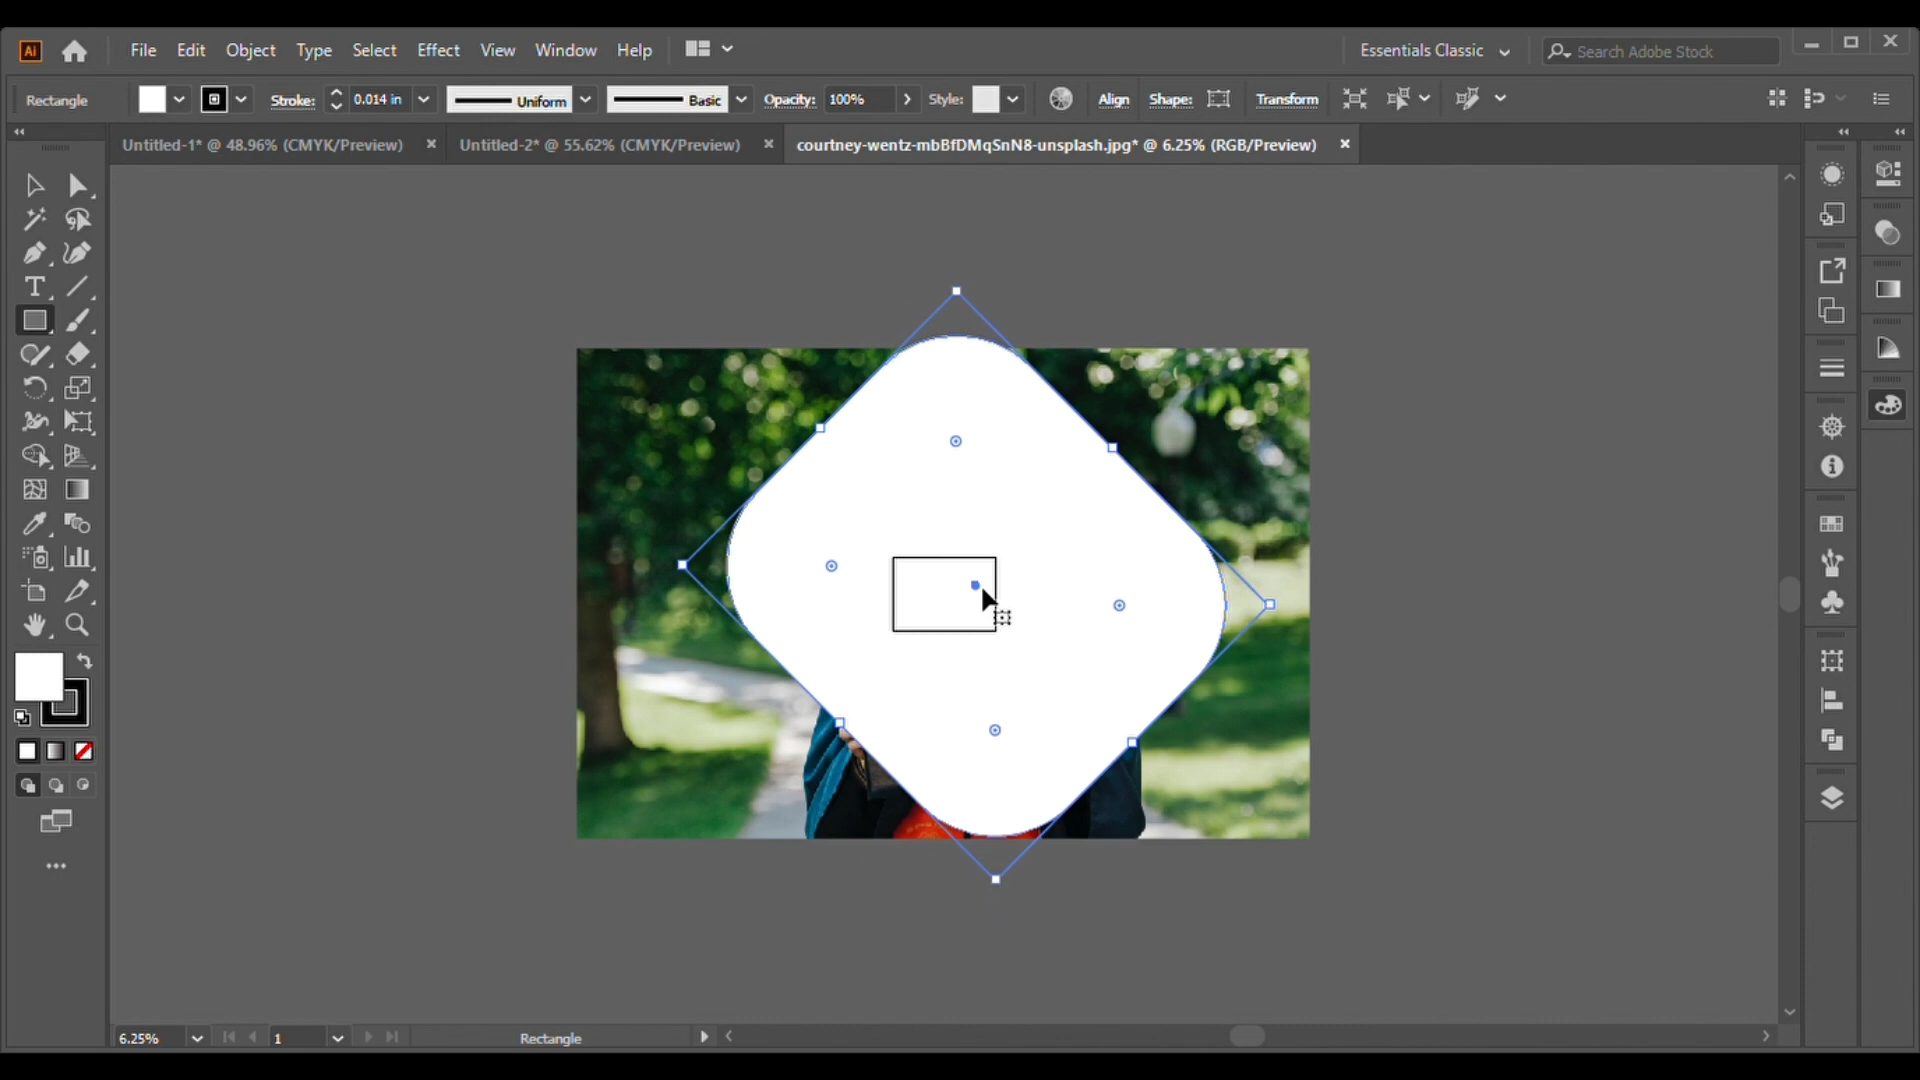 Ai File Edit Object Type Select Effect View Window Help Essentials Classic Search Adobe Stock
Rectangle Stroke: 0.014 in Uniform Basic Opacity: 100% Style: Align Shape: Transform
Untitled-1* @ 48.96% (CMYK/Preview) × Untitled-2* @ 55.62% (CMYK/Preview) × courtney-wentz-mbBfDMqSnN8-unsplash.jpg* @ 6.25% (RGB/Preview) ×
6.25% 1 Rectangle